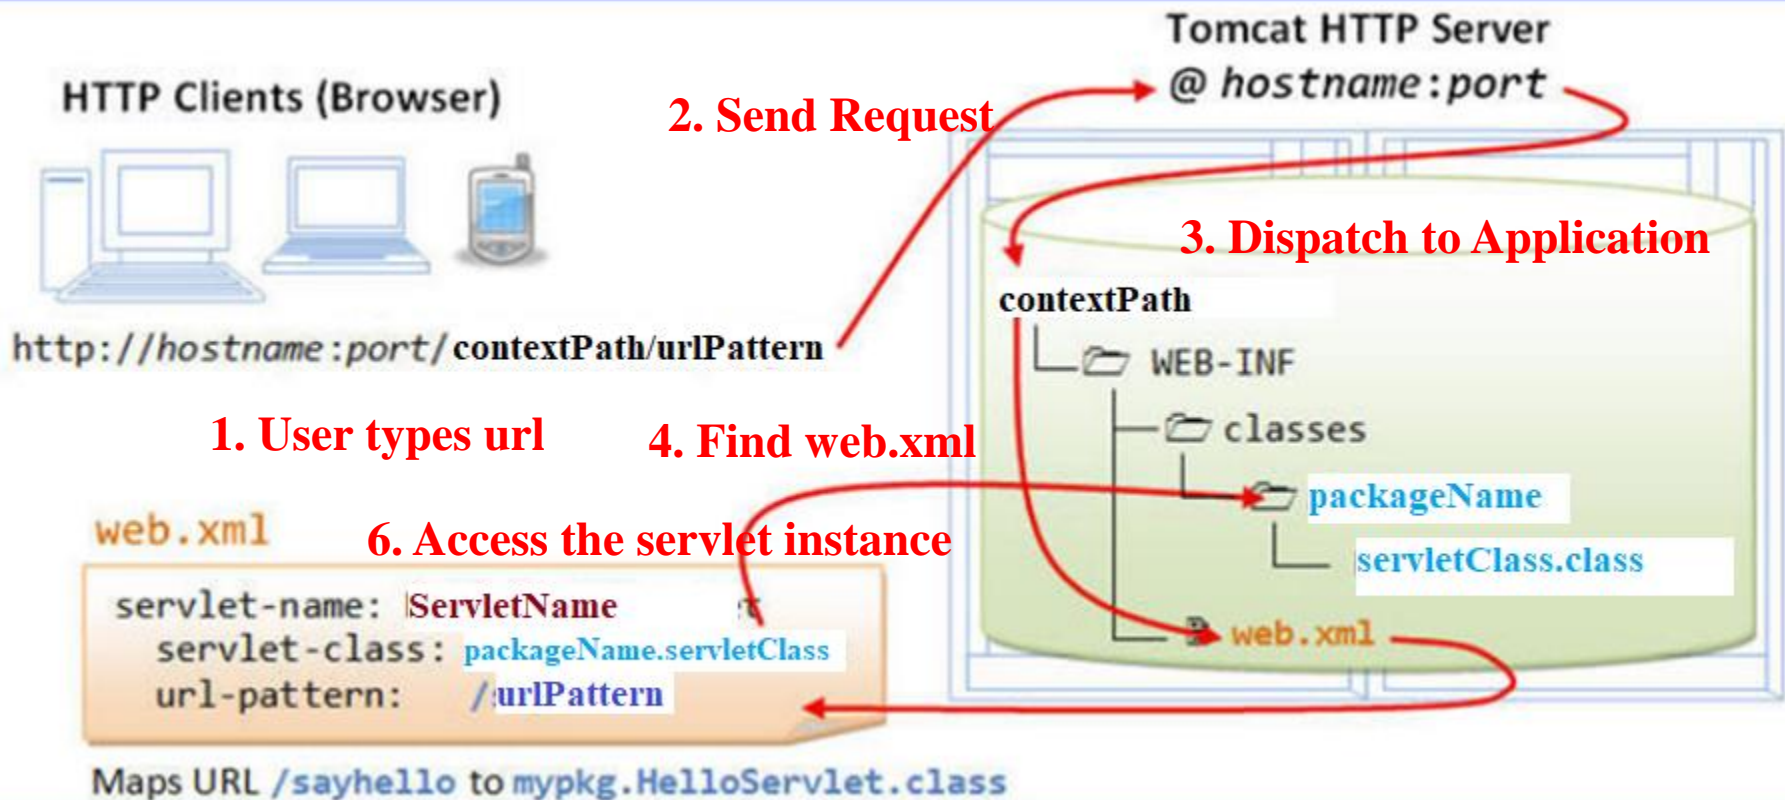 Tomcat HTTP Server
@ hostname:port
HTTP Clients (Browser)
2. Send Request
3. Dispatch to Application
contextPath
http://hostname:port/contextPath/urlPattern
WEB-INF
classes
1. User types url
4. Find web.xml
packageName
servletClass.class
web.xml
6. Access the servlet instance
web.xml
servlet-name: ServletName
servlet-class: packageName.servletClass
url-pattern: /urlPattern
Maps URL /sayhello to mypkg.HelloServlet.class